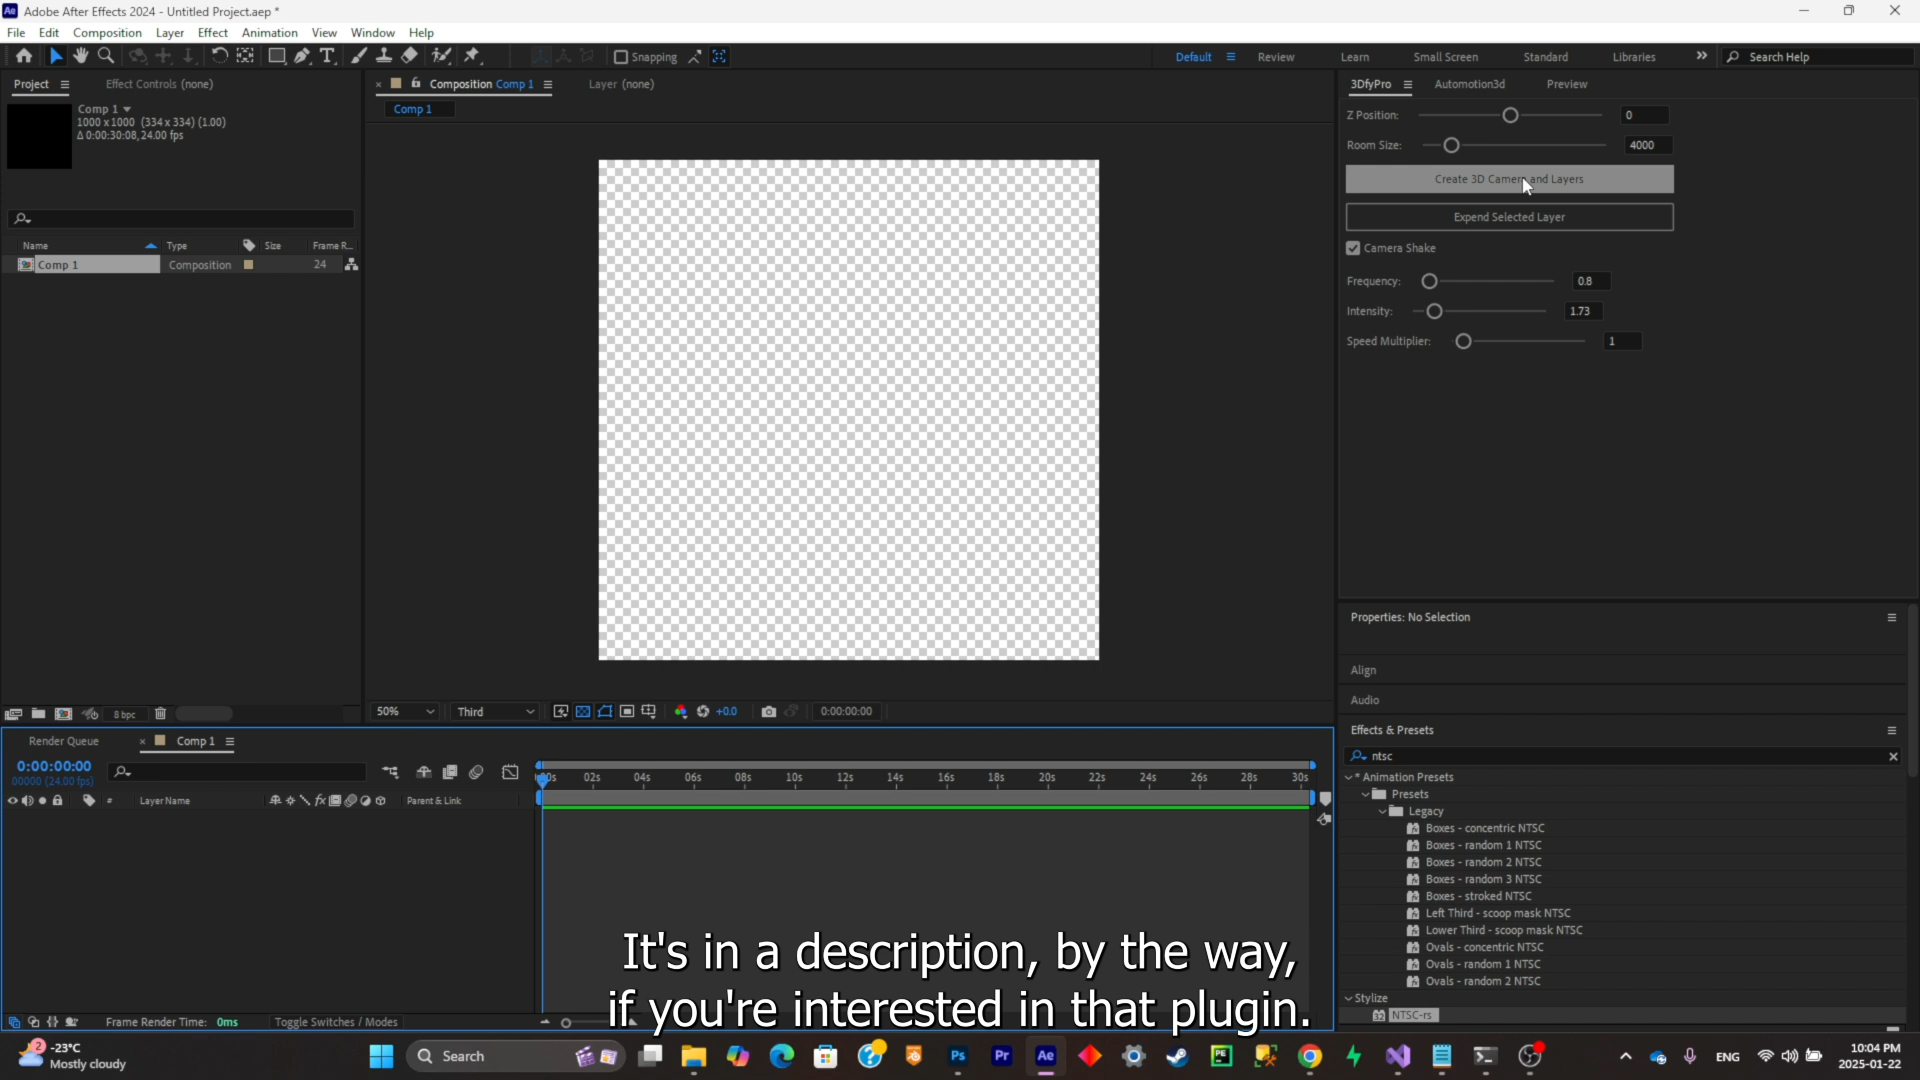 Ae Adobe After Effects 2024 - Untitled Project.aep *
File Edit Composition Layer Effect Animation View Window Help
Snapping
Default Review Learn Small Screen Standard Libraries Search Help
Project
Effect Controls (none)
Composition Comp 1
Layer (none)
3DfyPro
Automotion3d
Preview
Comp 1
1000 x 1000 (334 x 334) (1.00)
Δ 0:00:30:08, 24.00 fps
Comp 1
Z Position: 0
Room Size: 4000
Create 3D Camera and Layers
Expend Selected Layer
Camera Shake
Frequency: 0.8
Intensity: 1.73
Speed Multiplier: 1
Name Type Size Frame R...
Comp 1 Composition 24
8 bpc
50% Third +0.0 0:00:00:00
Properties: No Selection
Align
Audio
Effects & Presets
ntsc
* Animation Presets
Presets
Legacy
Boxes - concentric NTSC
Boxes - random 1 NTSC
Boxes - random 2 NTSC
Boxes - random 3 NTSC
Boxes - stroked NTSC
Left Third - scoop mask NTSC
Lower Third - scoop mask NTSC
Ovals - concentric NTSC
Ovals - random 1 NTSC
Ovals - random 2 NTSC
Stylize
NTSC-rs
Render Queue
Comp 1
0:00:00:00
00000 (24.00 fps)
02s 04s 06s 08s 10s 12s 14s 16s 18s 20s 22s 24s 26s 28s 30s
# Layer Name Parent & Link
It's in a description, by the way,
if you're interested in that plugin.
Frame Render Time: 0ms Toggle Switches / Modes
2
-23°C
Mostly cloudy
Search
Ps Pr Ae PE
ENG
10:04 PM
2025-01-22